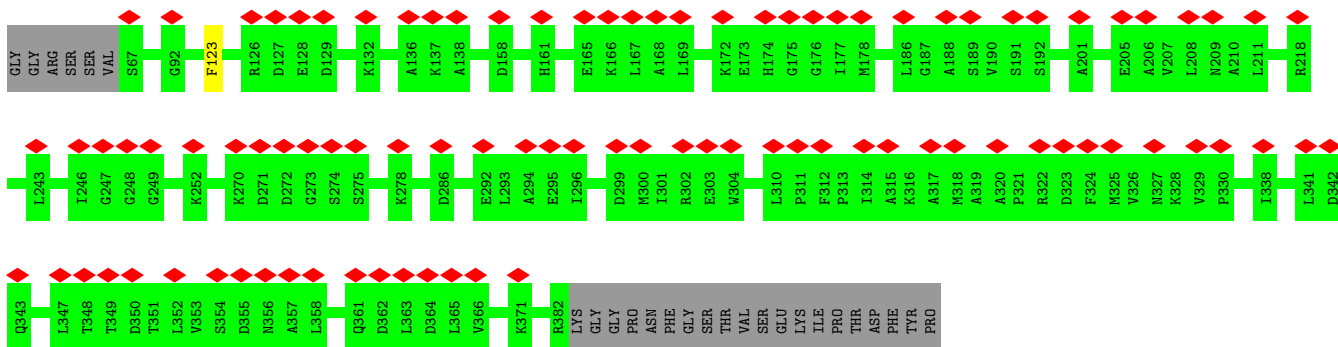 GLY GLY ARG SER SER VAL S67 G92 F123 R126 D127 E128 D129 K132 A136 K137 A138 D158 H161 E165 K166 L167 A168 L169 K172 E173 H174 G175 G176 I177 M178 L186 G187 A188 S189 V190 S191 S192 A201 E205 A206 V207 L208 N209 A210 L211 R218
L243 I246 G247 G248 G249 K252 K270 D271 D272 G273 S274 S275 K278 D286 E292 L293 A294 E295 I296 D299 M300 I301 R302 E303 W304 L310 P311 F312 P313 I314 A315 K316 A317 M318 A319 A320 P321 R322 D323 F324 M325 V326 N327 K328 V329 P330 I338 L341 D342
Q343 L347 T348 T349 D350 T351 L352 V353 S354 D355 N356 A357 L358 Q361 D362 L363 D364 L365 V366 K371 R382 LYS GLY GLY PRO ASN PHE GLY SER THR VAL SER GLU LYS ILE PRO THR ASP PHE TYR PRO